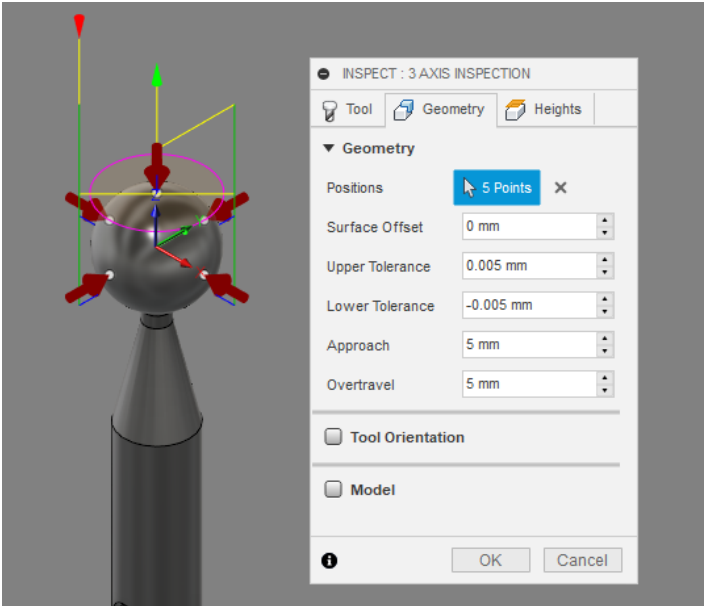 INSPECT : 3 AXIS INSPECTION
Tool Geometry Heights
Geometry
Positions 5 Points
Surface Offset 0 mm
Upper Tolerance 0.005 mm
Lower Tolerance -0.005 mm
Approach 5 mm
Overtravel 5 mm
Tool Orientation
Model
OK Cancel